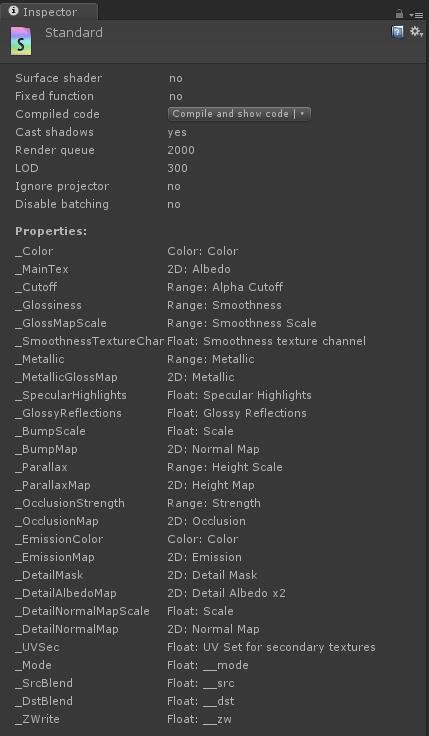 Inspector
Standard
Surface shader no
Fixed function no
Compiled code Compile and show code
Cast shadows yes
Render queue 2000
LOD 300
Ignore projector no
Disable batching no
Properties:
_Color Color: Color
_MainTex 2D: Albedo
_Cutoff Range: Alpha Cutoff
_Glossiness Range: Smoothness
_GlossMapScale Range: Smoothness Scale
_SmoothnessTextureChar Float: Smoothness texture channel
_Metallic Range: Metallic
_MetallicGlossMap 2D: Metallic
_SpecularHighlights Float: Specular Highlights
_GlossyReflections Float: Glossy Reflections
_BumpScale Float: Scale
_BumpMap 2D: Normal Map
_Parallax Range: Height Scale
_ParallaxMap 2D: Height Map
_OcclusionStrength Range: Strength
_OcclusionMap 2D: Occlusion
_EmissionColor Color: Color
_EmissionMap 2D: Emission
_DetailMask 2D: Detail Mask
_DetailAlbedoMap 2D: Detail Albedo x2
_DetailNormalMapScale Float: Scale
_DetailNormalMap 2D: Normal Map
_UVSec Float: UV Set for secondary textures
_Mode Float: __mode
_SrcBlend Float: __src
_DstBlend Float: __dst
_ZWrite Float: __zw